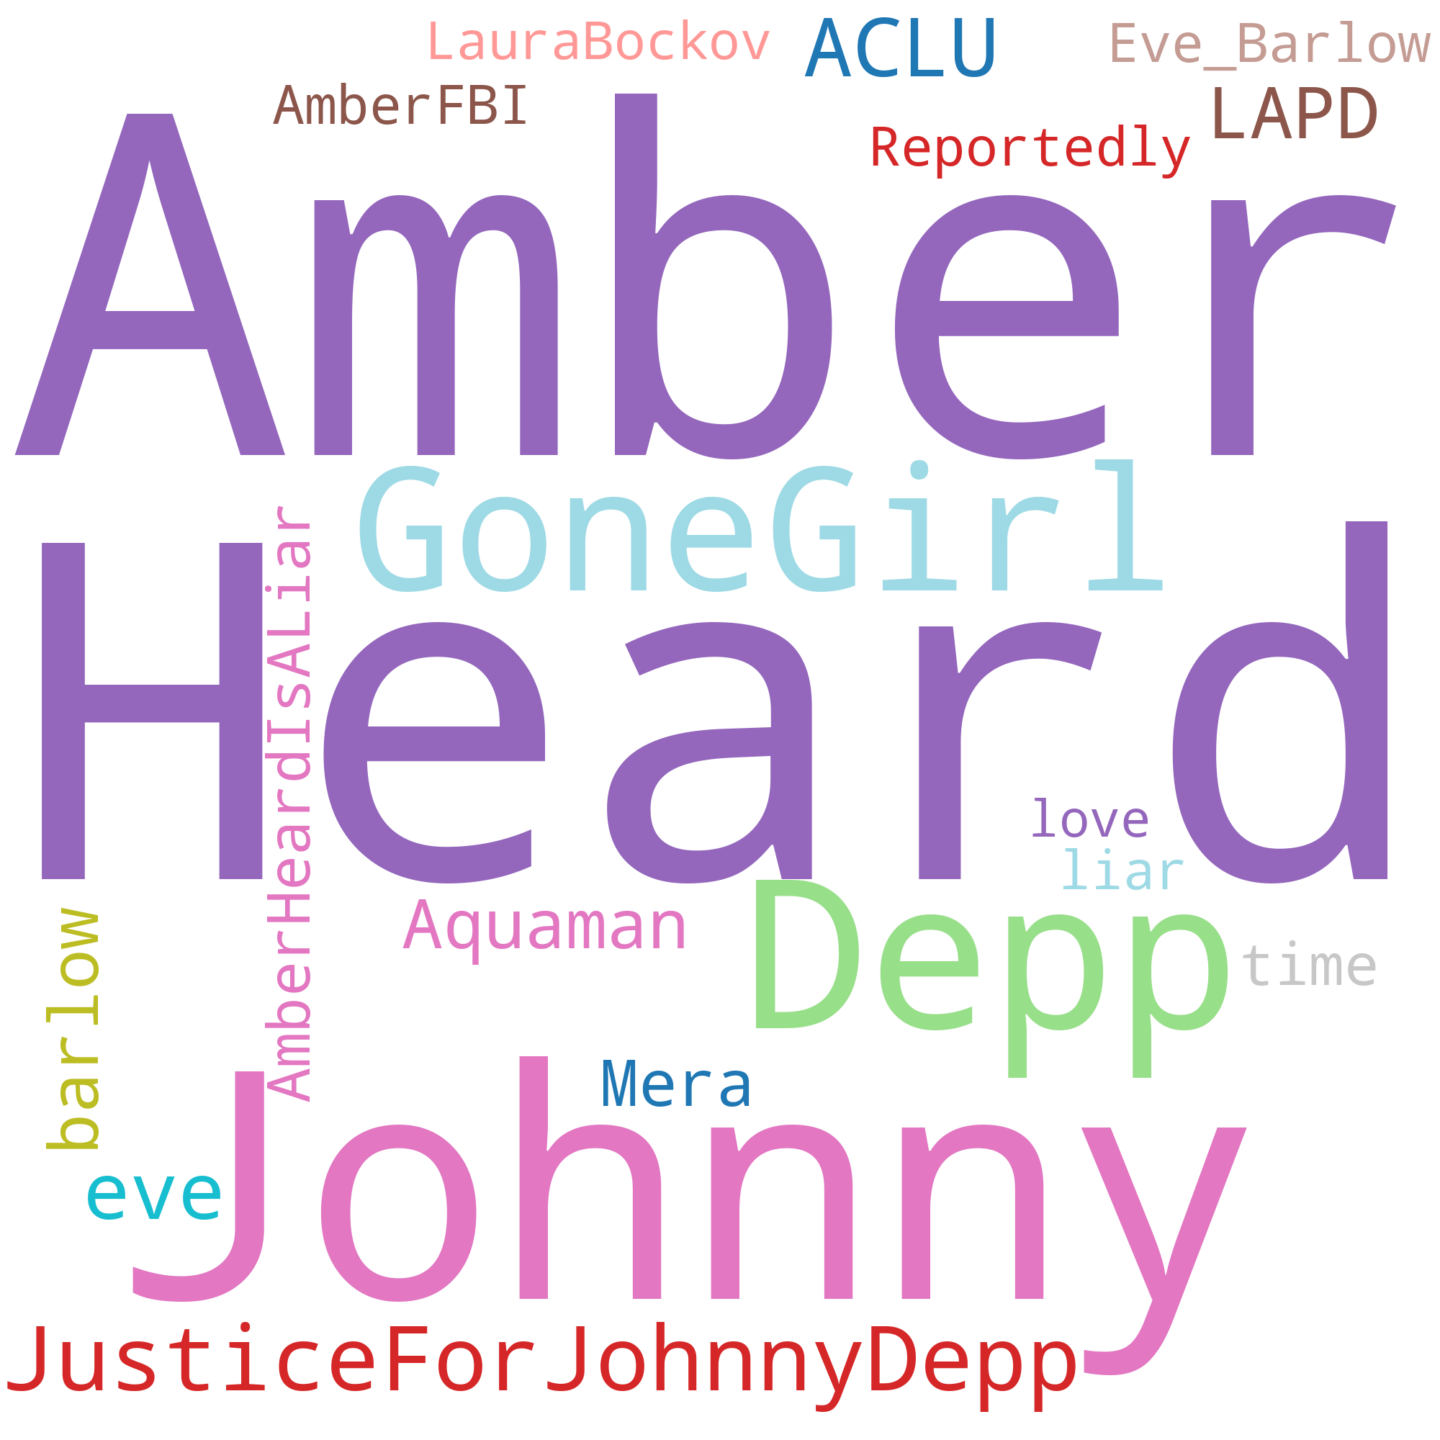 LauraBockov
ACLU
Eve_Barlow
AmberFBI
LAPD
Reportedly
Amber
GoneGirl
AmberHeardIsALiar
Heard
love
liar
Aquaman
Depp
time
barlow
Mera
eve
Johnny
JusticeForJohnnyDepp